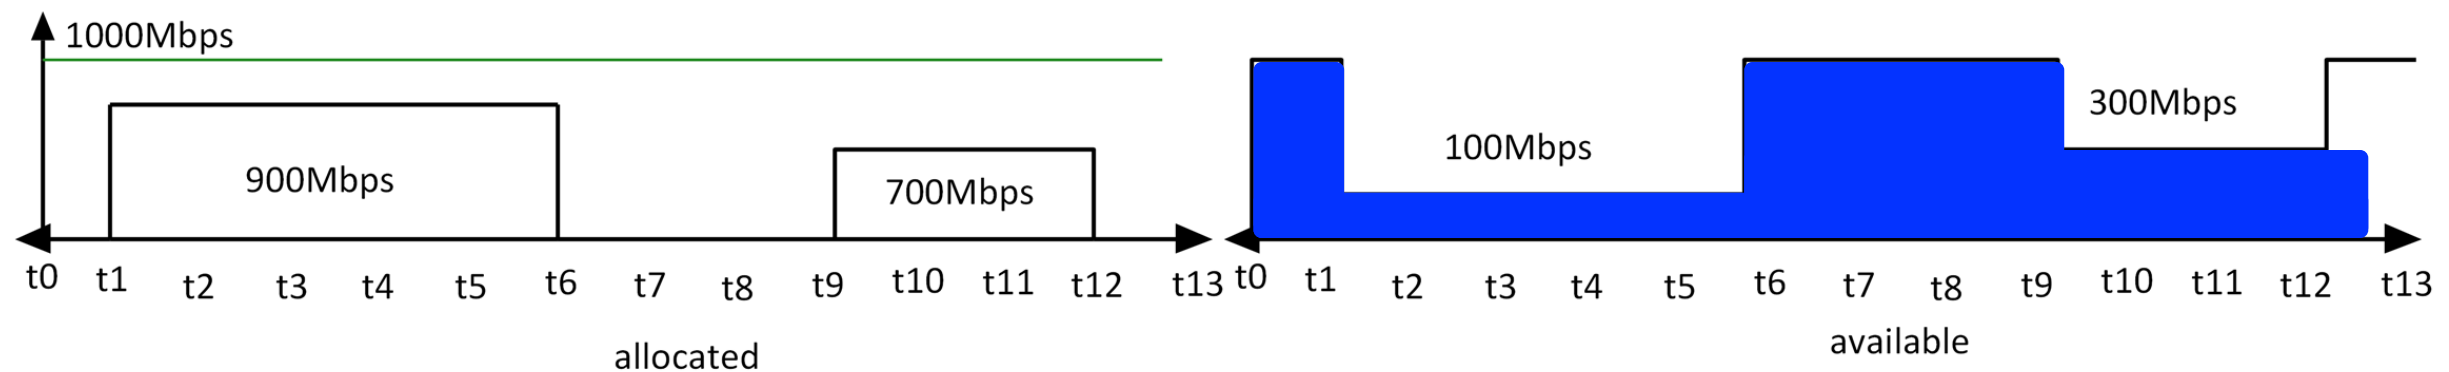 1000Mbps
900Mbps
700Mbps
t0 t1 t2 t3 t4 t5 t6 t7 t8 t9 t10 t11 t12 t13
allocated
100Mbps
300Mbps
t0 t1 t2 t3 t4 t5 t6 t7 t8 t9 t10 t11 t12 t13
available